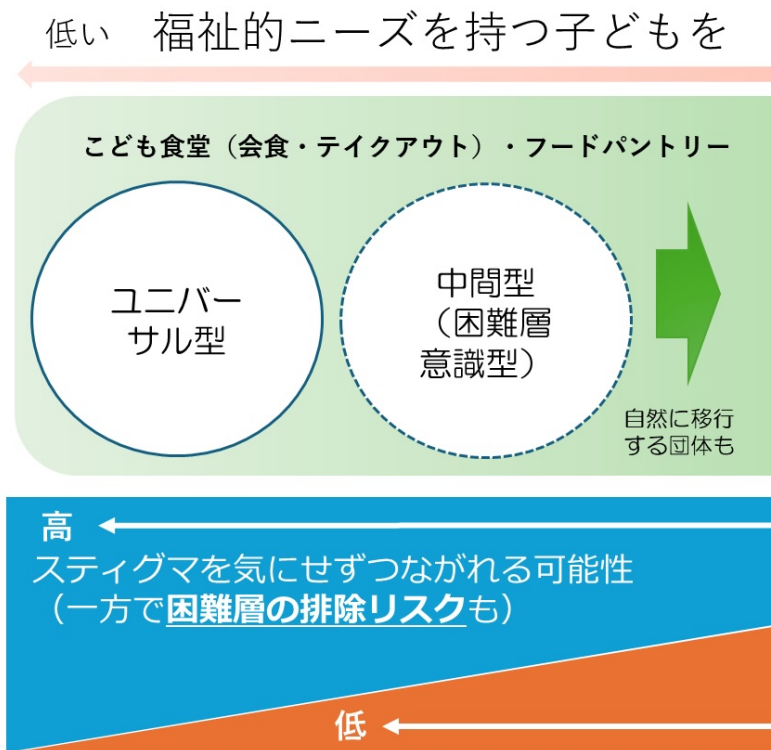 低い 福祉的ニーズを持つ子どもを
こども食堂（会食・テイクアウト）・フードパントリー
ユニバー
サル型
中間型
（困難層
意識型）
自然に移行
する団体も
高
スティグマを気にせずつながれる可能性
（一方で困難層の排除リスクも）
低